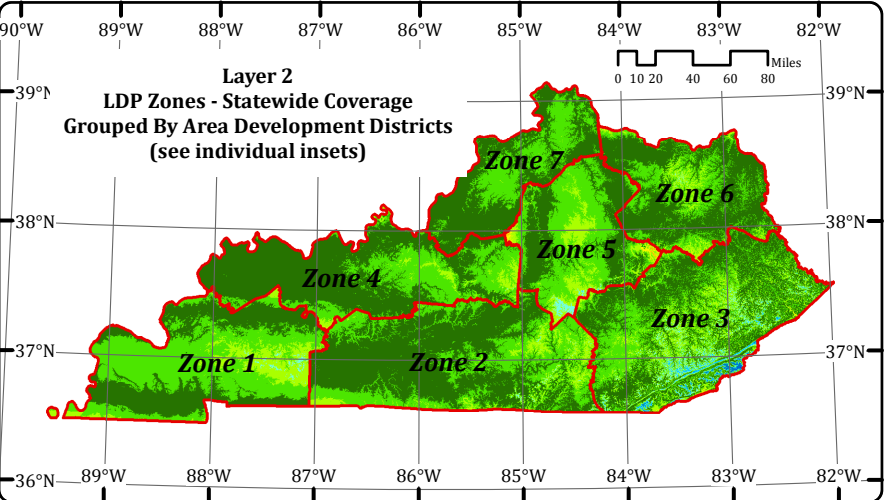 90°W 89°W 88°W 87°W 86°W 85°W 84°W 83°W 82°W
Layer 2
LDP Zones - Statewide Coverage
Grouped By Area Development Districts
(see individual insets)
Miles
0 10 20 40 60 80
39°N 39°N
Zone 7
Zone 6
38°N 38°N
Zone 5
Zone 4
Zone 3
37°N 37°N
Zone 1 Zone 2
36°N
89°W 88°W 87°W 86°W 85°W 84°W 83°W 82°W